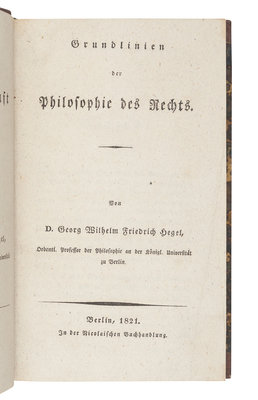 Grundlinien
der
Philosophie des Rechts.
Von
D. Georg Wilhelm Friedrich Hegel,
Ordentl. Professor der Philosophie an der Königl. Universität
zu Berlin.
Berlin, 1821.
In der Nicolaischen Buchhandlung.